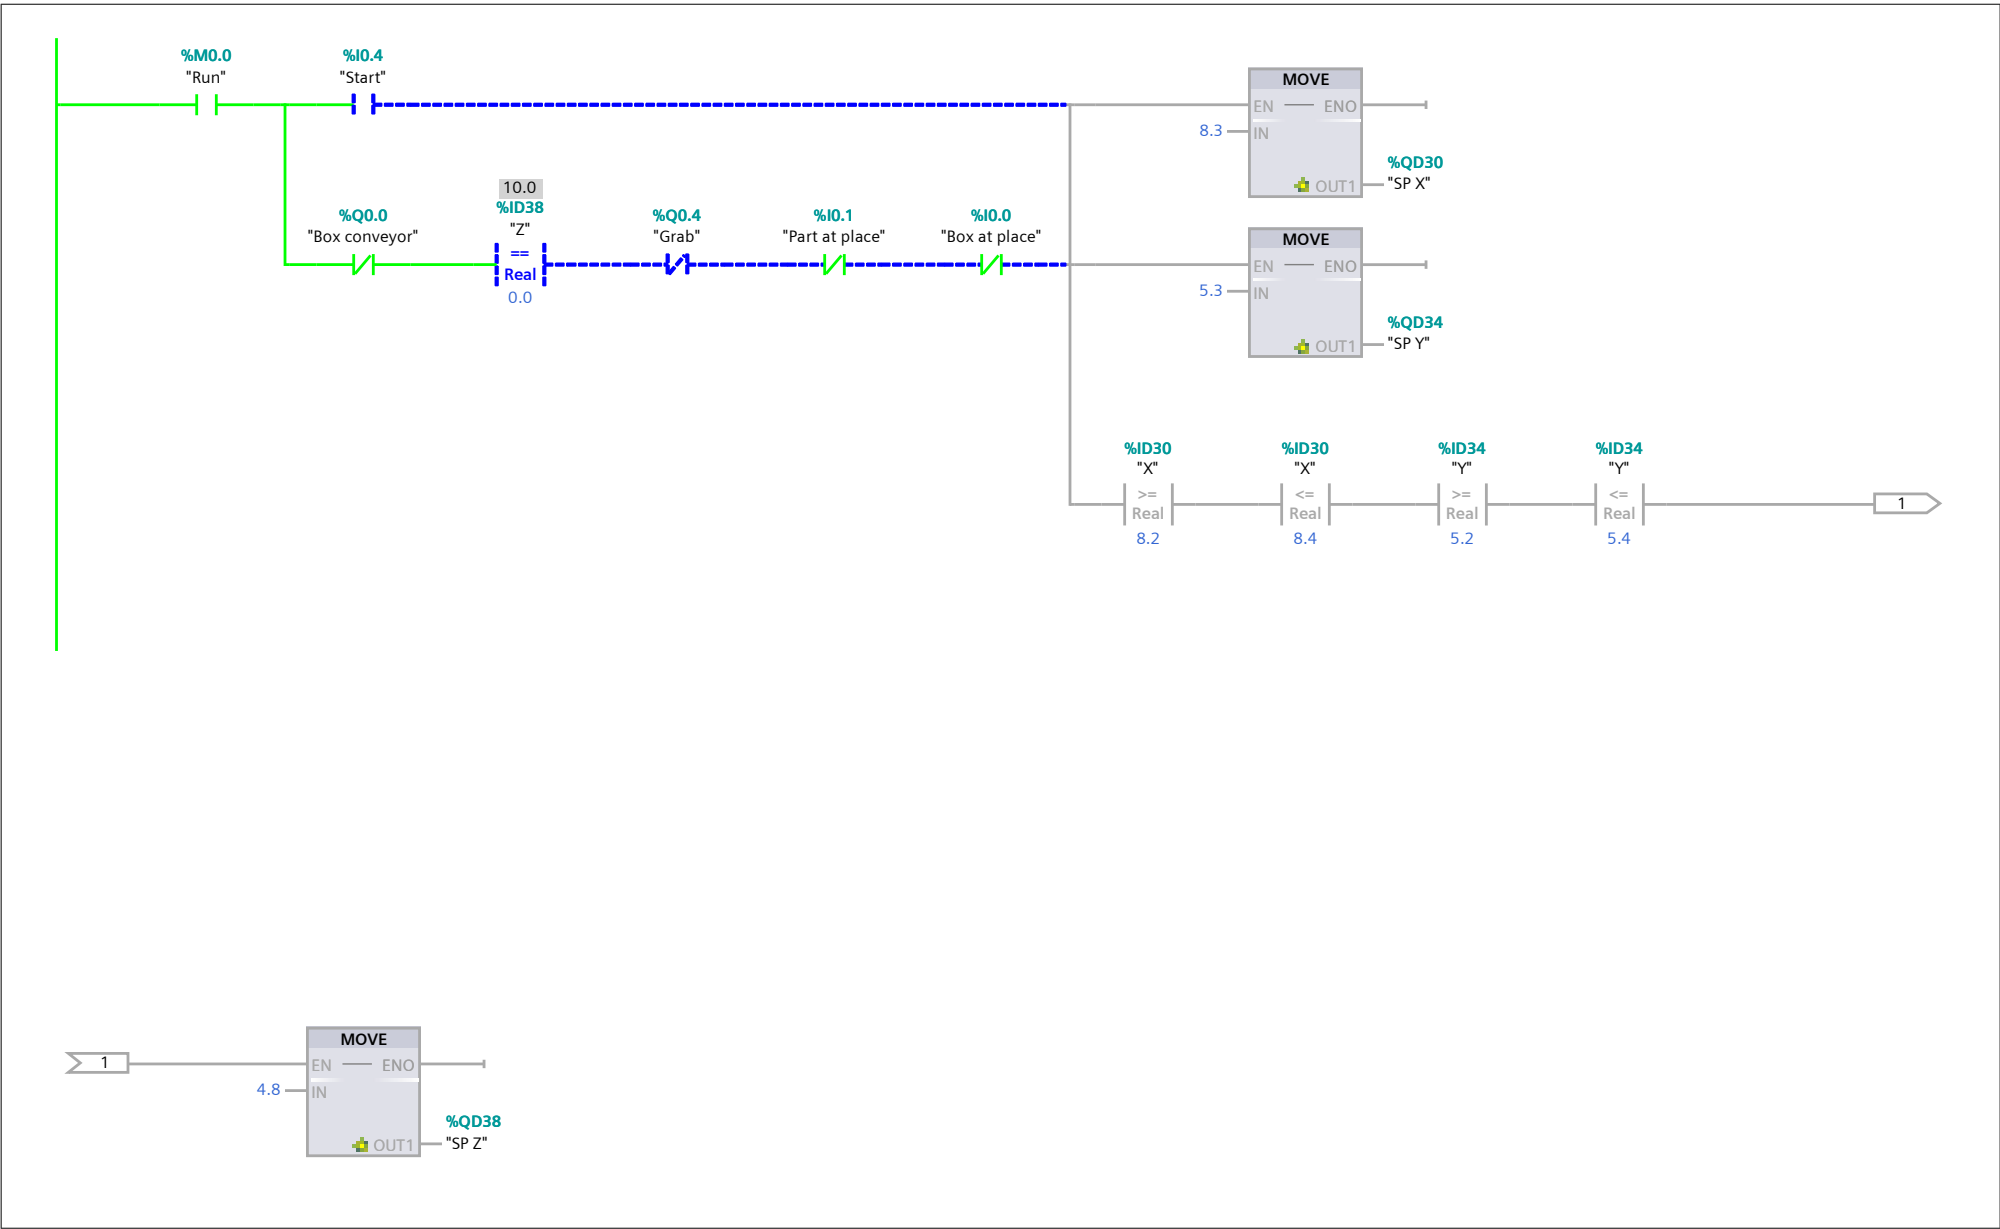 %M0.0
"Run"
%I0.4
"Start"
MOVE
EN
ENO
8.3
IN
%QD30
OUT1
"SP X"
10.0
%Q0.0
%ID38
%Q0.4
%I0.1
%I0.0
"Box conveyor"
"Z"
"Grab"
"Part at place"
"Box at place"
==
Real
0.0
MOVE
EN
ENO
5.3
IN
%QD34
OUT1
"SP Y"
%ID30
"X"
>=
Real
8.2
%ID30
"X"
<=
Real
8.4
%ID34
"Y"
>=
Real
5.2
%ID34
"Y"
<=
Real
5.4
1
1
MOVE
EN
ENO
4.8
IN
%QD38
OUT1
"SP Z"